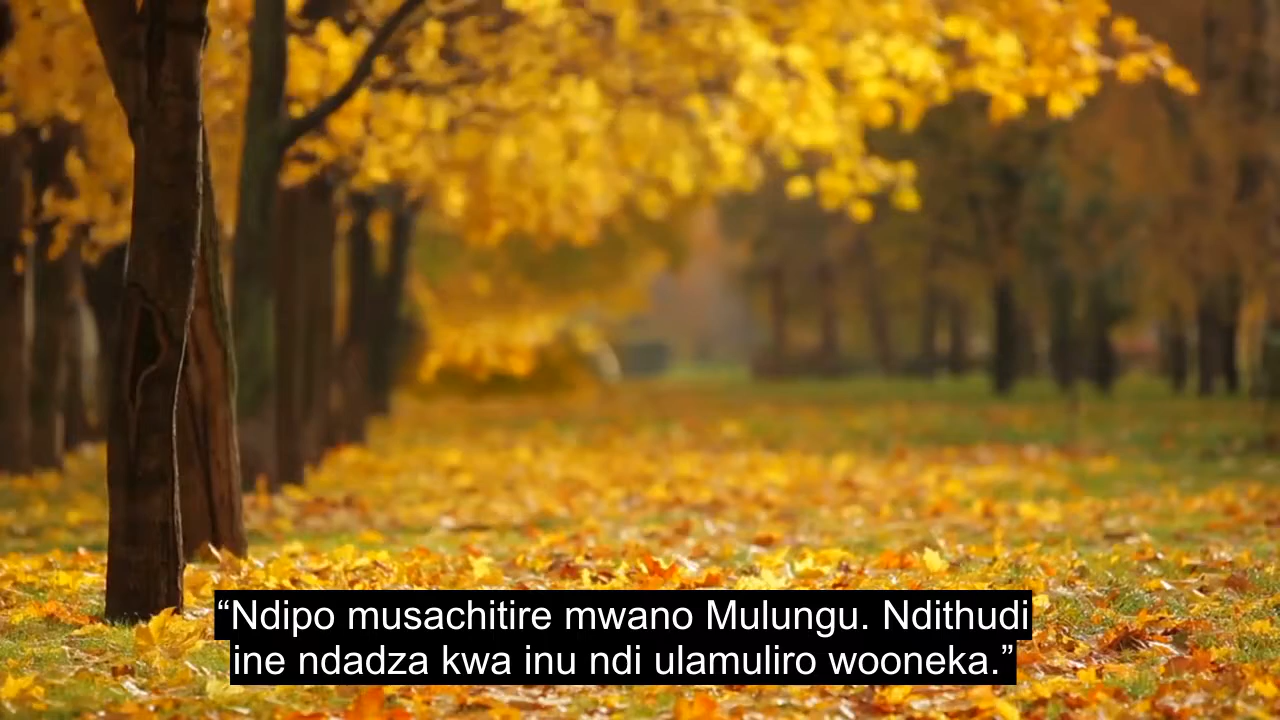 “Ndipo musachitire mwano Mulungu. Ndithudi
ine ndadza kwa inu ndi ulamuliro wooneka.”